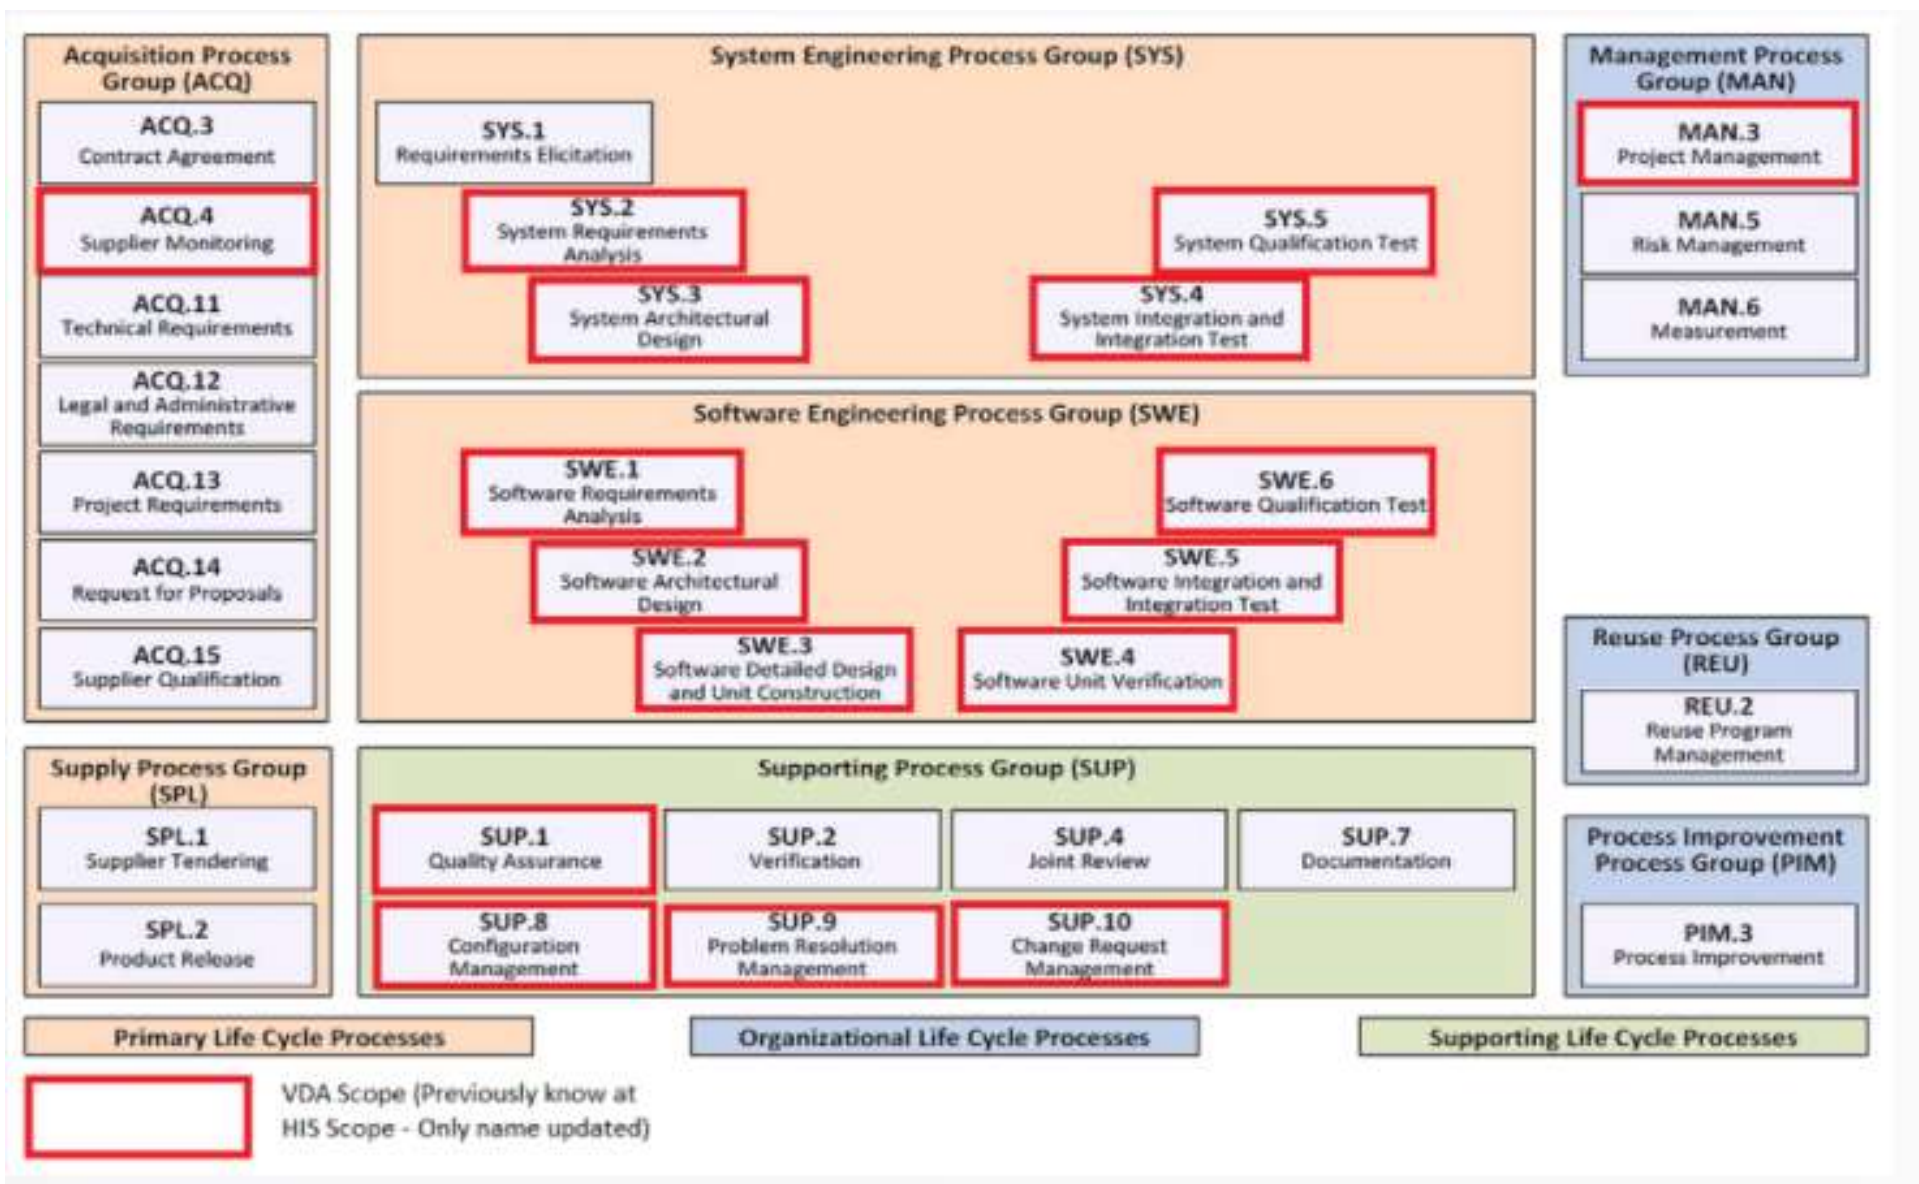 Acquisition Process
Group (ACQ)
ACQ.3
Contract Agreement
ACQ.4
Supplier Monitoring
ACQ.11
Technical Requirements
ACQ.12
Legal and Administrative
Requirements
ACQ.13
Project Requirements
ACQ.14
Request for Proposals
ACQ.15
Supplier Qualification
System Engineering Process Group (SYS)
SYS.1
Requirements Elicitation
SYS.2
System Requirements
Analysis
SYS.3
System Architectural
Design
SYS.5
System Qualification Test
SYS.4
System Integration and
Integration Test
Management Process
Group (MAN)
MAN.3
Project Management
MAN.5
Risk Management
MAN.6
Measurement
Software Engineering Process Group (SWE)
SWE.1
Software Requirements
Analysis
SWE.2
Software Architectural
Design
SWE.3
Software Detailed Design
and Unit Construction
SWE.6
Software Qualification Test
SWE.5
Software Integration and
Integration Test
SWE.4
Software Unit Verification
Reuse Process Group
(REU)
REU.2
Reuse Program
Management
Supply Process Group
(SPL)
SPL.1
Supplier Tendering
SPL.2
Product Release
Supporting Process Group (SUP)
SUP.1
Quality Assurance
SUP.2
Verification
SUP.4
Joint Review
SUP.7
Documentation
SUP.8
Configuration
Management
SUP.9
Problem Resolution
Management
SUP.10
Change Request
Management
Process Improvement
Process Group (PIM)
PIM.3
Process Improvement
Primary Life Cycle Processes
Organizational Life Cycle Processes
Supporting Life Cycle Processes
VDA Scope (Previously know at
HIS Scope - Only name updated)